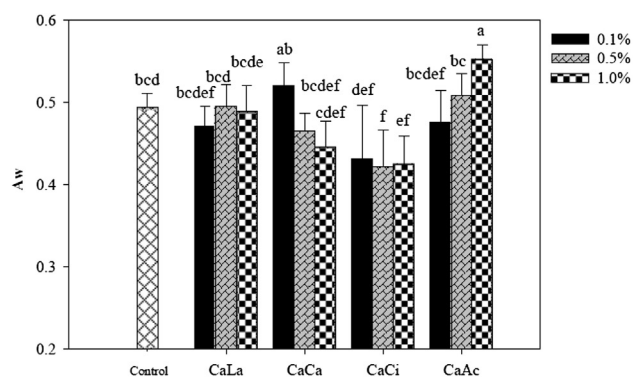 0.6
0.5
0.4
0.3
0.2
Aw
bcd
bcdef
bcd
bcde
ab
bcdef
cdef
def
f
ef
bcdef
bc
a
0.1%
0.5%
1.0%
Control
CaLa
CaCa
CaCi
CaAc